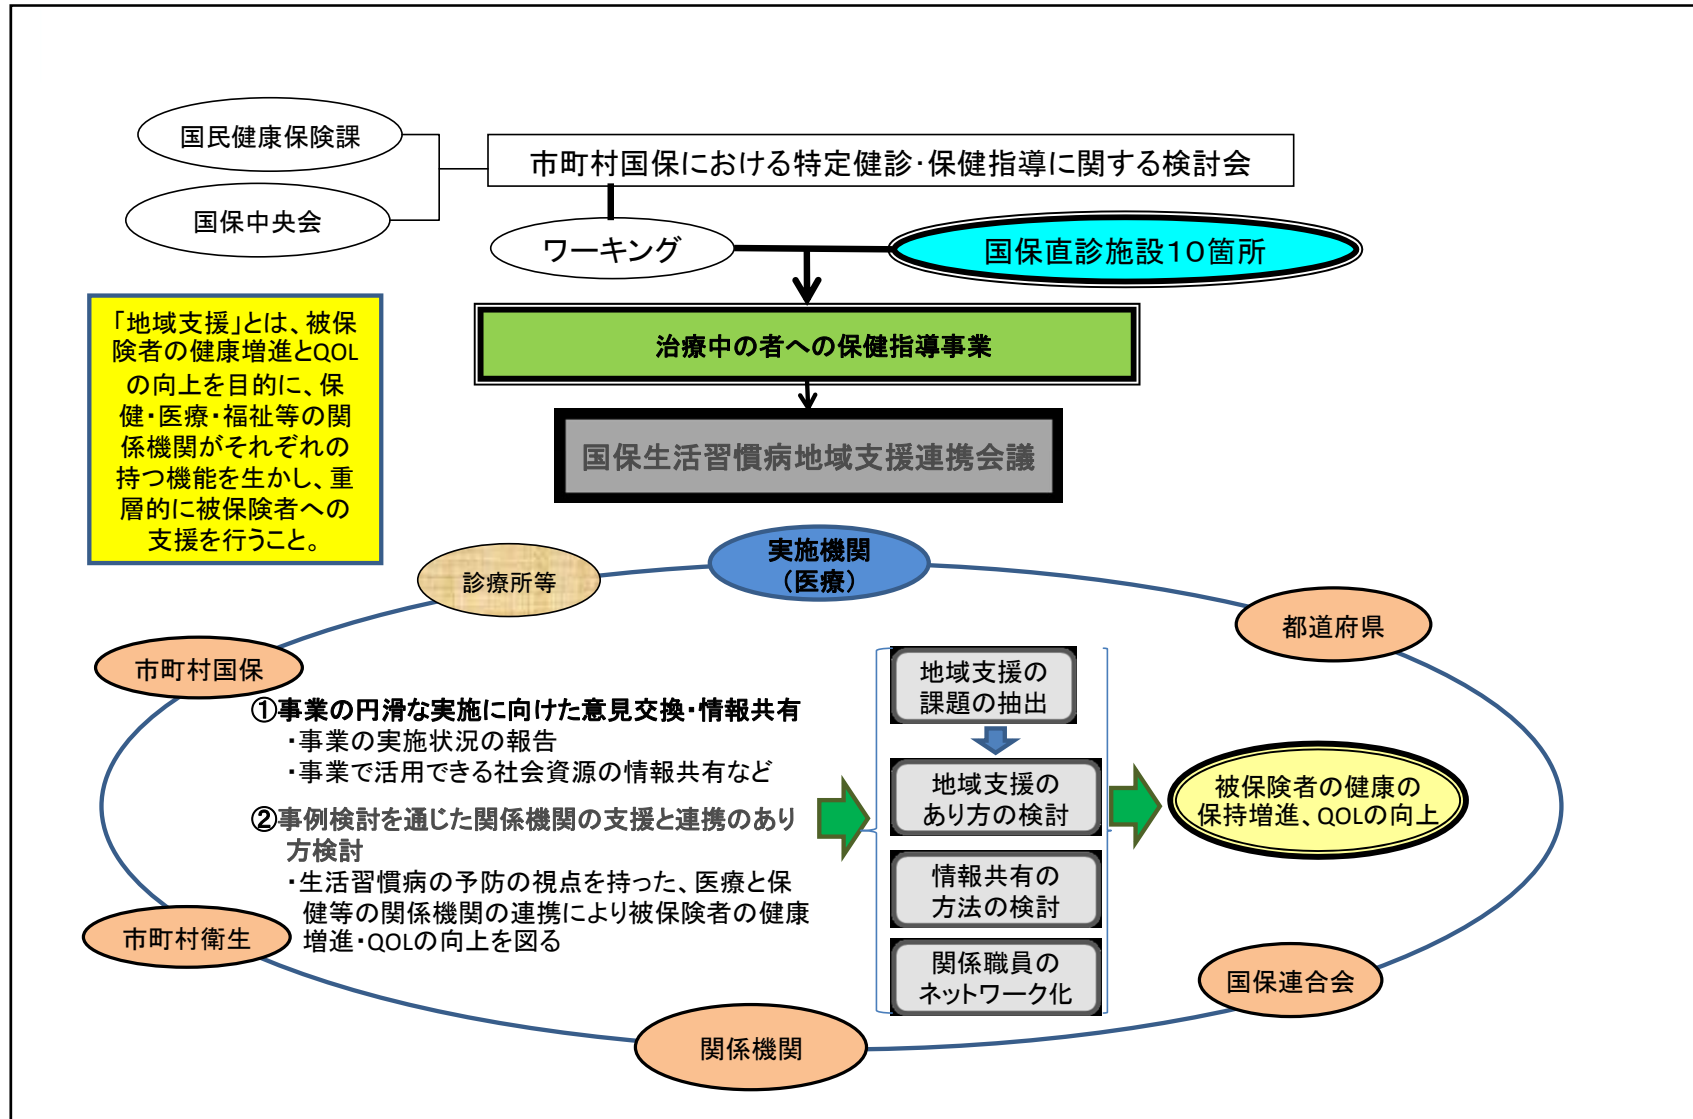 国民健康保険課
市町村国保における特定健診・保健指導に関する検討会
国保中央会
ワーキング
国保直診施設10箇所
「地域支援」とは、被保
険者の健康増進とQOL
の向上を目的に、保
健・医療・福祉等の関
係機関がそれぞれの
持つ機能を生かし、重
層的に被保険者への
支援を行うこと。
治療中の者への保健指導事業
国保生活習慣病地域支援連携会議
実施機関
(医療)
診療所等
都道府県
市町村国保
①事業の円滑な実施に向けた意見交換・情報共有
・事業の実施状況の報告
・事業で活用できる社会資源の情報共有など
②事例検討を通じた関係機関の支援と連携のあり
方検討
・生活習慣病の予防の視点を持った、医療と保
健等の関係機関の連携により被保険者の健康
増進・QOLの向上を図る
地域支援の
課題の抽出
地域支援の
あり方の検討
情報共有の
方法の検討
関係職員の
ネットワーク化
被保険者の健康の
保持増進、QOLの向上
市町村衛生
国保連合会
関係機関